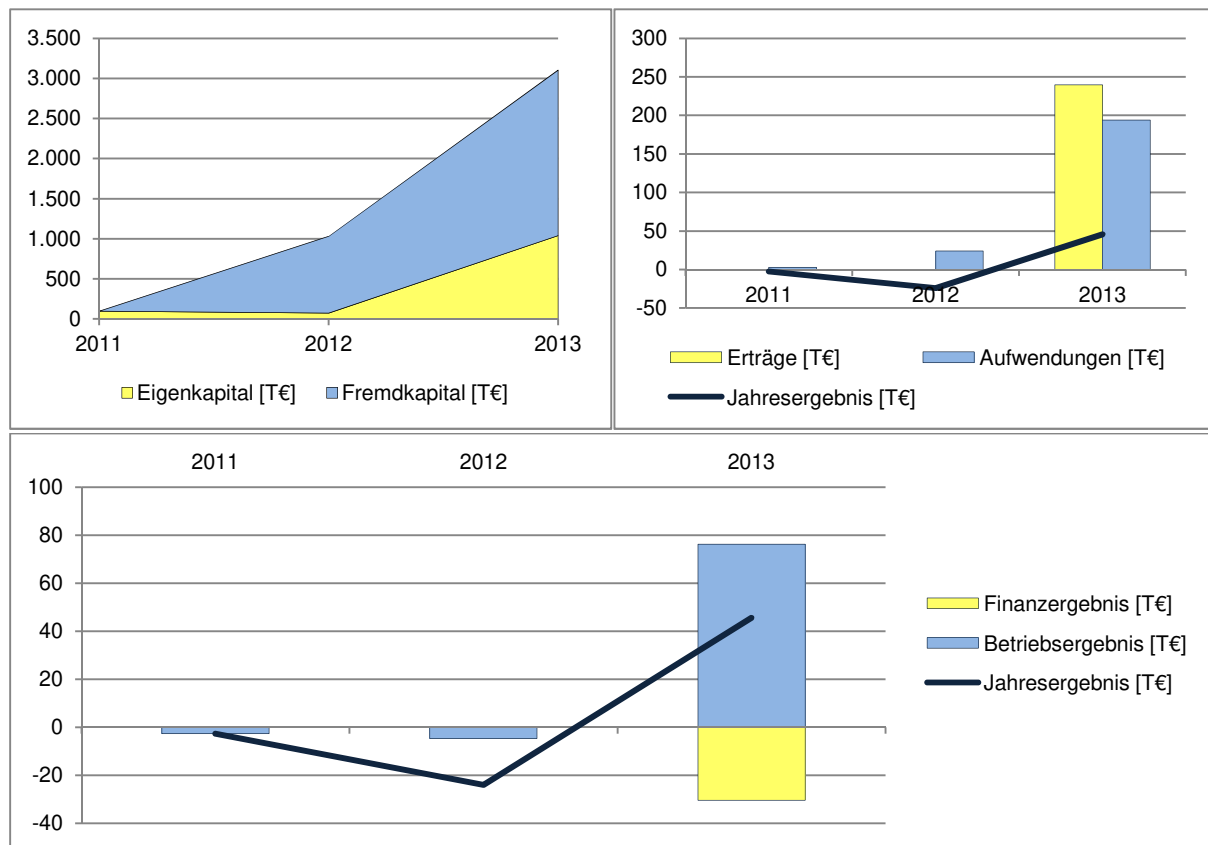 3.500
3.000
2.500
2.000
1.500
1.000
500
0
2011 2012 2013
Eigenkapital [T€] Fremdkapital [T€]
300
250
200
150
100
50
0
-50
2011 2012 2013
Erträge [T€] Aufwendungen [T€]
Jahresergebnis [T€]
2011 2012 2013
100
80
60
40
20
0
-20
-40
Finanzergebnis [T€]
Betriebsergebnis [T€]
Jahresergebnis [T€]